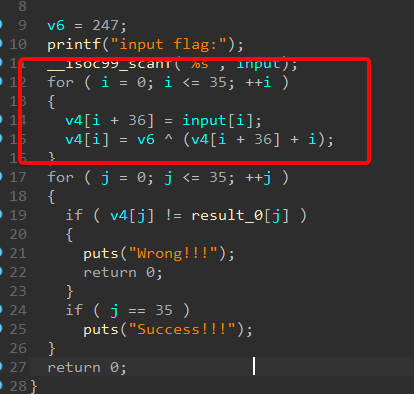 8
9 v6 = 247;
10 printf("input flag:");
11 __isoc99_scanf("%s", input);
12 for ( i = 0; i <= 35; ++i )
13 {
14 v4[i + 36] = input[i];
15 v4[i] = v6 ^ (v4[i + 36] + i);
16 }
17 for ( j = 0; j <= 35; ++j )
18 {
19 if ( v4[j] != result_0[j] )
20 {
21 puts("Wrong!!!");
22 return 0;
23 }
24 if ( j == 35 )
25 puts("Success!!!");
26 }
27 return 0;
28 }